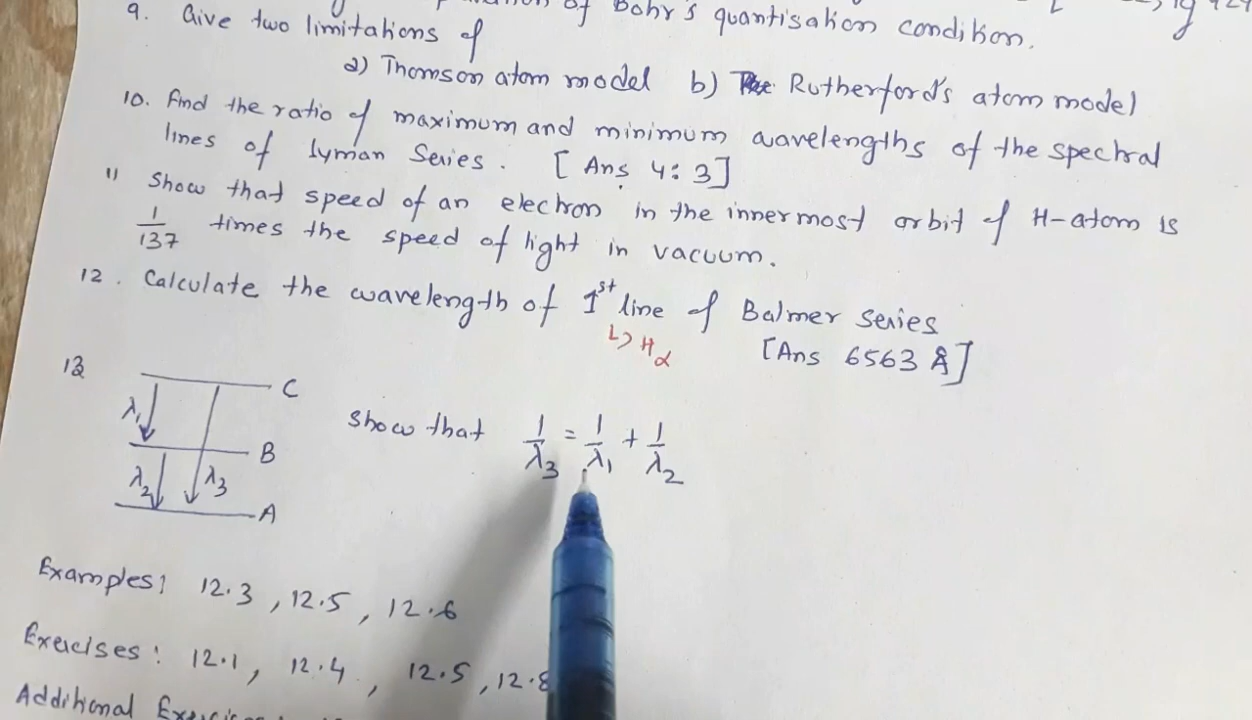 of Bohr's quantisation condition.
9. Give two limitations of
a) Thomson atom model b) Rutherford's atom model
10. Find the ratio of maximum and minimum wavelengths of the spectral
lines of Lyman Series. [Ans 4:3]
11 Show that speed of an electron in the innermost orbit of H-atom is
1/137 times the speed of light in vacuum.
12. Calculate the wavelength of 1st line of Balmer Series
↳ Hα
[Ans 6563 Å]
13
C
λ1
B
λ2 λ3
A
Show that 1/λ3 = 1/λ1 + 1/λ2
Examples: 12.3, 12.5, 12.6
Exercises: 12.1, 12.4, 12.5, 12.8
Additional